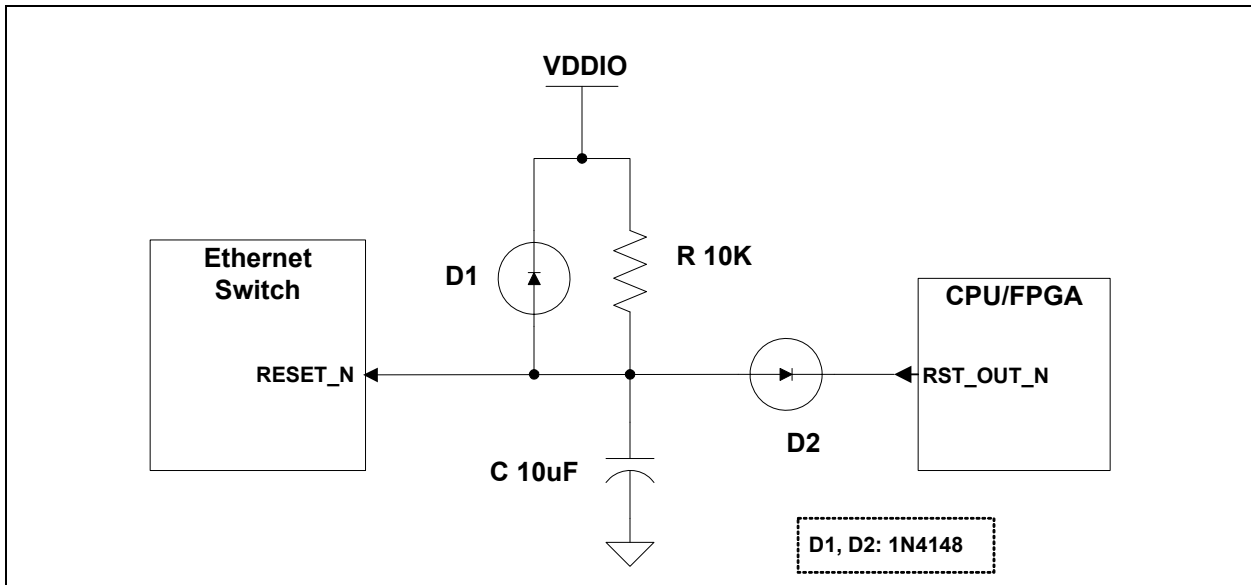 VDDIO
Ethernet
Switch
D1
R 10K
CPU/FPGA
RESET_N
RST_OUT_N
D2
C 10uF
D1, D2: 1N4148